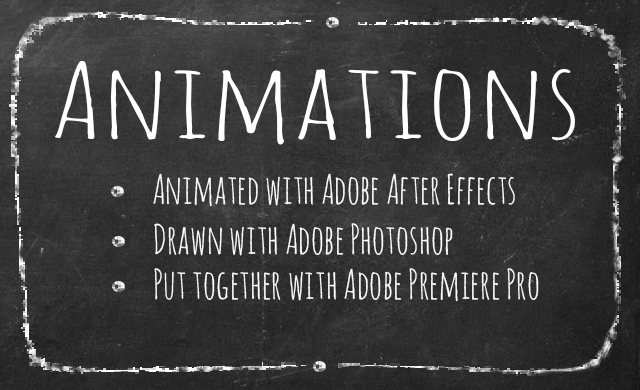 Animations
Animated with Adobe After Effects
Drawn with Adobe Photoshop
Put together with Adobe Premiere Pro